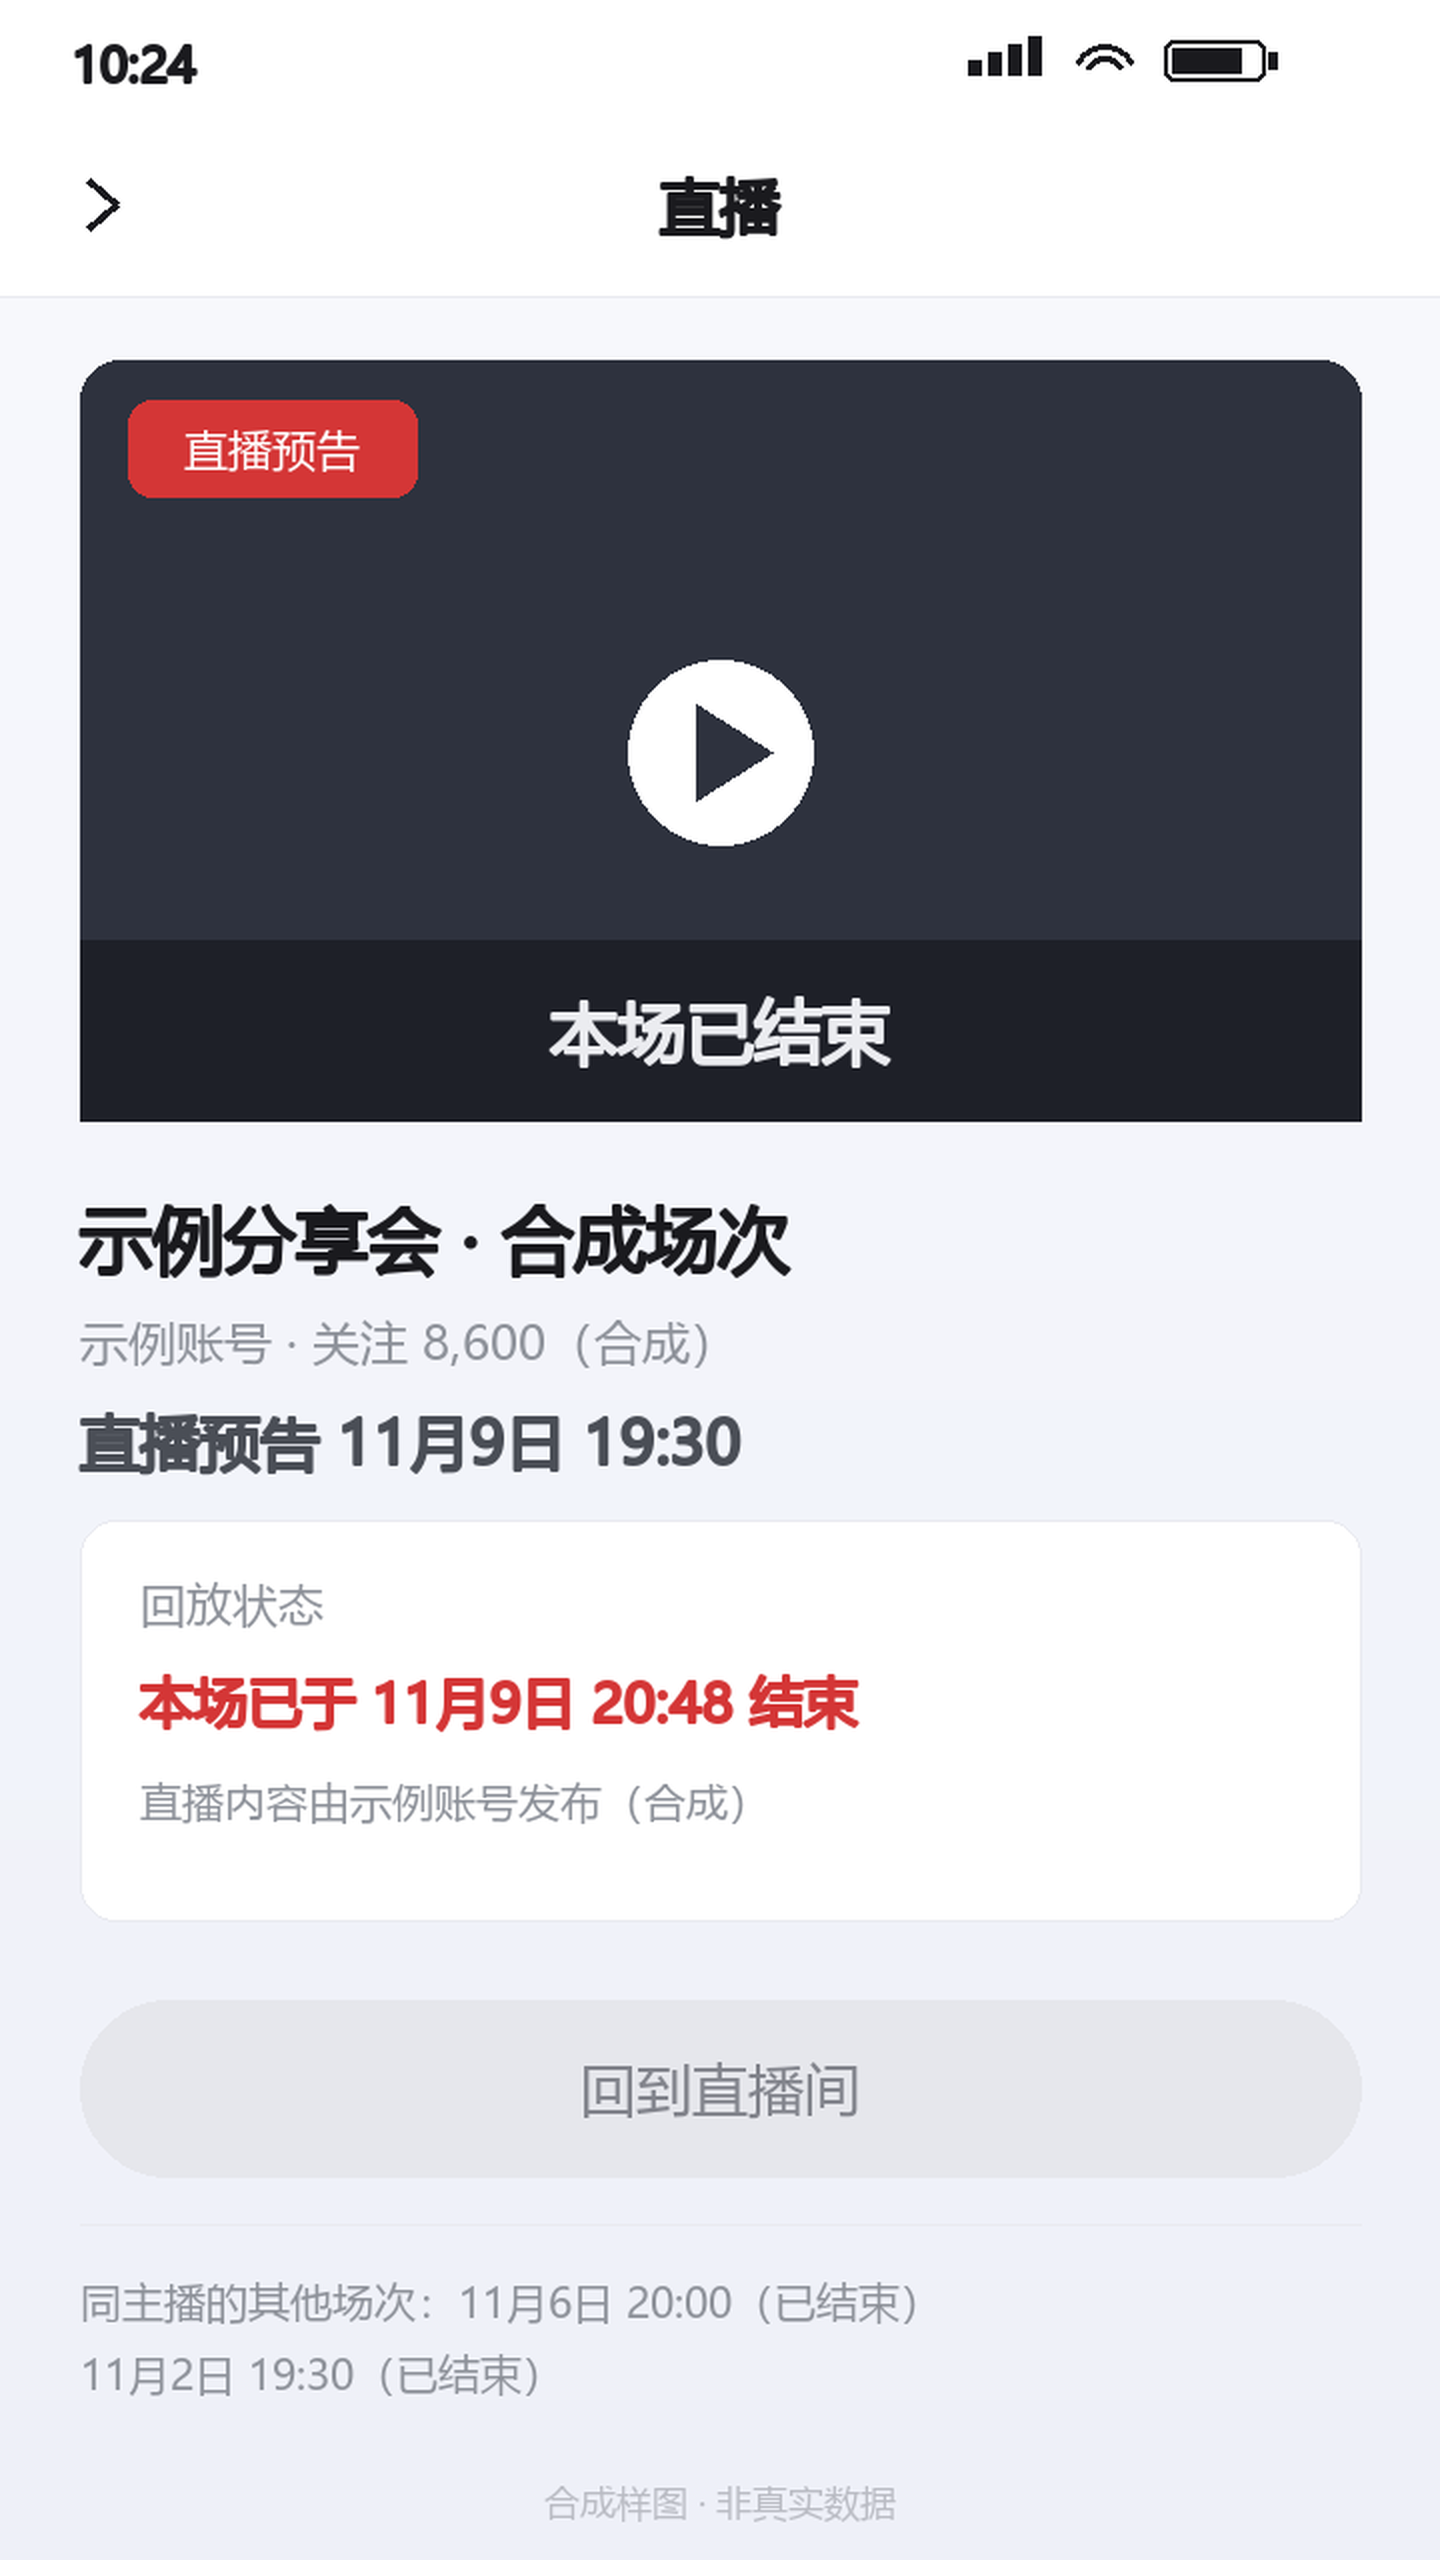 10:24
直播
直播预告
本场已结束
示例分享会 · 合成场次
示例账号 · 关注 8,600（合成）
直播预告 11月9日 19:30
回放状态
本场已于 11月9日 20:48 结束
直播内容由示例账号发布（合成）
回到直播间
同主播的其他场次：11月6日 20:00（已结束）
11月2日 19:30（已结束）
合成样图 · 非真实数据